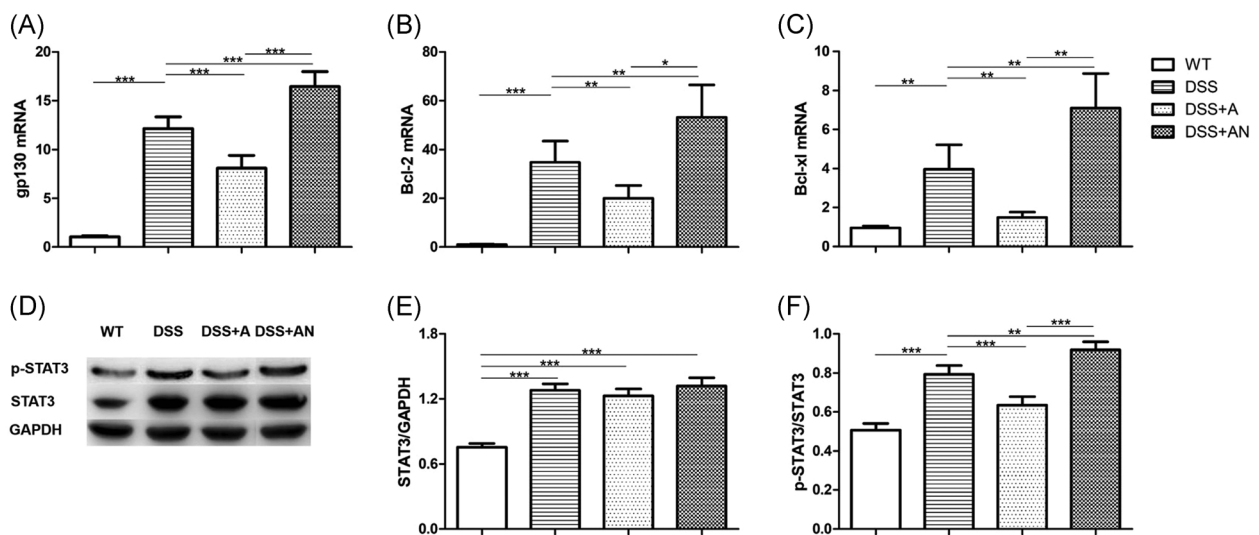 (A)
gp130 mRNA
20
15
10
5
0
***
***
***
***
(B)
Bcl-2 mRNA
80
60
40
20
0
***
**
**
*
(C)
Bcl-xl mRNA
10
8
6
4
2
0
**
**
**
**
WT
DSS
DSS+A
DSS+AN
(D)
WT DSS DSS+A DSS+AN
p-STAT3
STAT3
GAPDH
(E)
STAT3/GAPDH
1.8
1.2
0.6
0.0
***
***
***
(F)
p-STAT3/STAT3
1.0
0.8
0.6
0.4
0.2
0.0
***
**
***
***